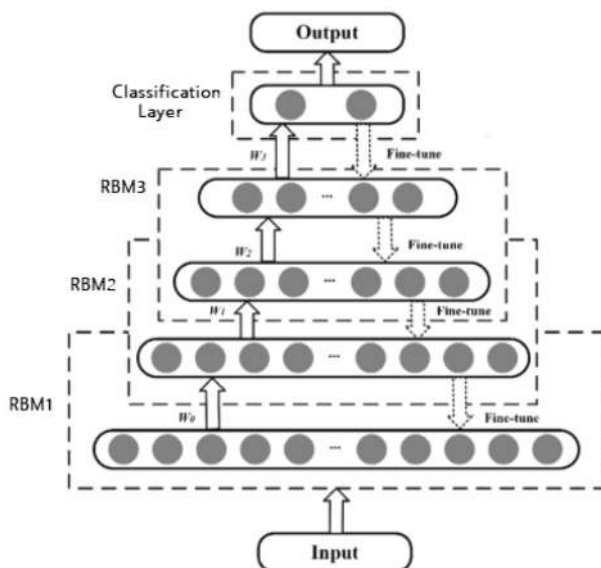 Output
Classification
Layer
W3
Fine-tune
RBM3
W2
Fine-tune
RBM2
W1
Fine-tune
RBM1
W0
Fine-tune
Input